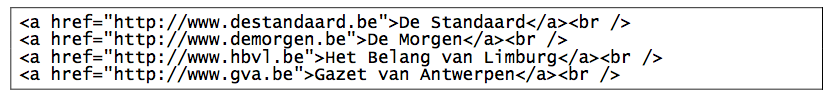 <a href="http://www.destandaard.be">De Standaard</a><br />
<a href="http://www.demorgen.be">De Morgen</a><br />
<a href="http://www.hbvl.be">Het Belang van Limburg</a><br />
<a href="http://www.gva.be">Gazet van Antwerpen</a><br />